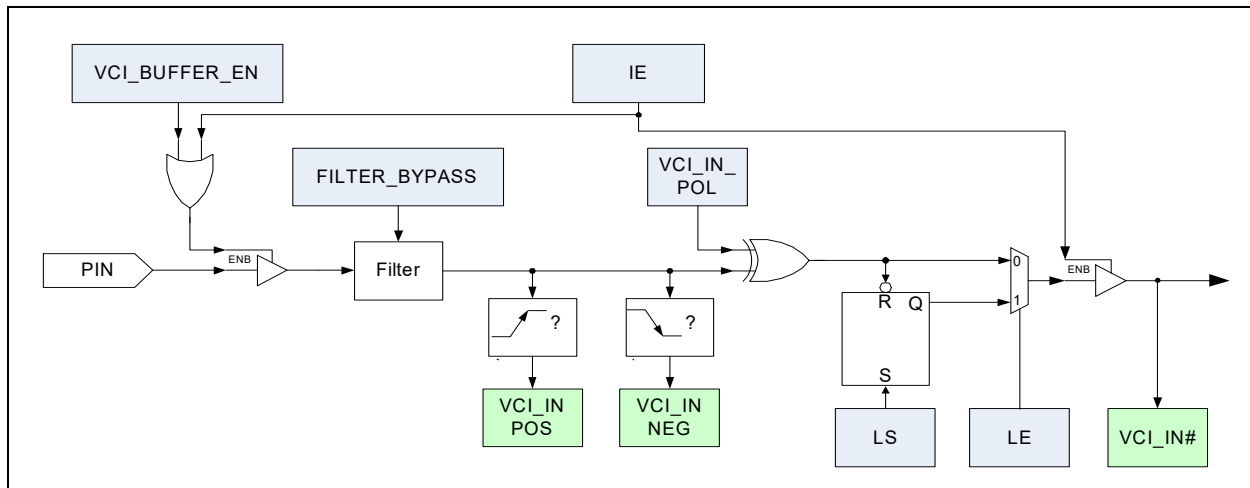 VCI_BUFFER_EN
IE
FILTER_BYPASS
VCI_IN_
POL
ENB
PIN
Filter
0
1
ENB
R
Q
S
?
?
VCI_IN
POS
VCI_IN
NEG
LS
LE
VCI_IN#